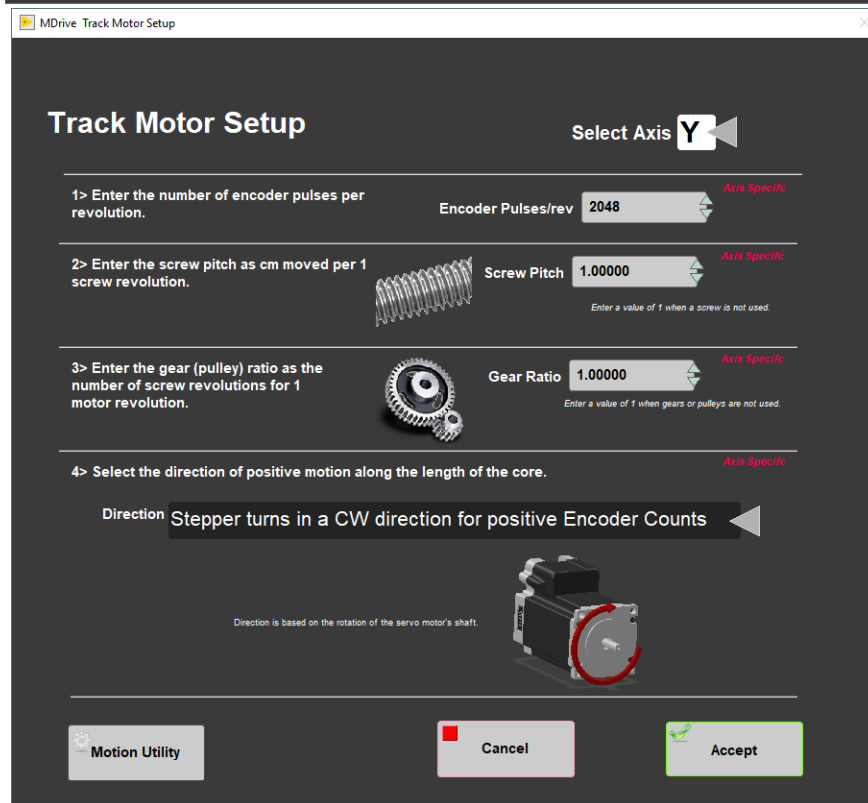 MDrive Track Motor Setup
Track Motor Setup
Select Axis Y
Axis Specifc
1> Enter the number of encoder pulses per
revolution.
Encoder Pulses/rev 2048
Axis Specifc
2> Enter the screw pitch as cm moved per 1
screw revolution.
Screw Pitch 1.00000
Enter a value of 1 when a screw is not used.
Axis Specifc
3> Enter the gear (pulley) ratio as the
number of screw revolutions for 1
motor revolution.
Gear Ratio 1.00000
Enter a value of 1 when gears or pulleys are not used.
Axis Specifc
4> Select the direction of positive motion along the length of the core.
Direction Stepper turns in a CW direction for positive Encoder Counts
Direction is based on the rotation of the servo motor's shaft.
Motion Utility
Cancel
Accept